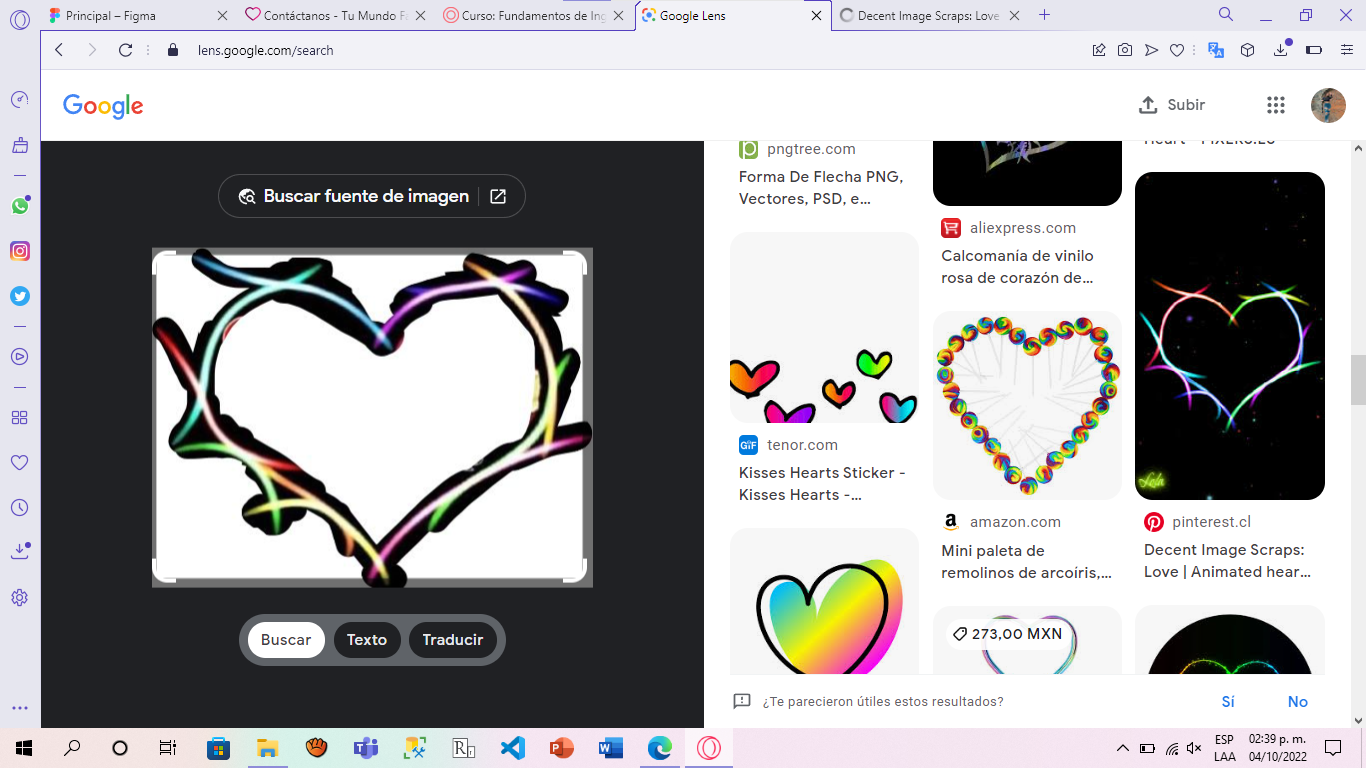 Principal – Figma
Contáctanos - Tu Mundo F
Curso: Fundamentos de Ing
Google Lens
Decent Image Scraps: Love
lens.google.com/search
Google
Subir
Buscar fuente de imagen
Buscar
Texto
Traducir
pngtree.com
Forma De Flecha PNG,
Vectores, PSD, e...
GIF
tenor.com
Kisses Hearts Sticker -
Kisses Hearts -...
aliexpress.com
Calcomanía de vinilo
rosa de corazón de...
amazon.com
Mini paleta de
remolinos de arcoíris,...
273,00 MXN
Lola
pinterest.cl
Decent Image Scraps:
Love | Animated hear...
¿Te parecieron útiles estos resultados?
Sí
No
ESP
LAA
02:39 p. m.
04/10/2022